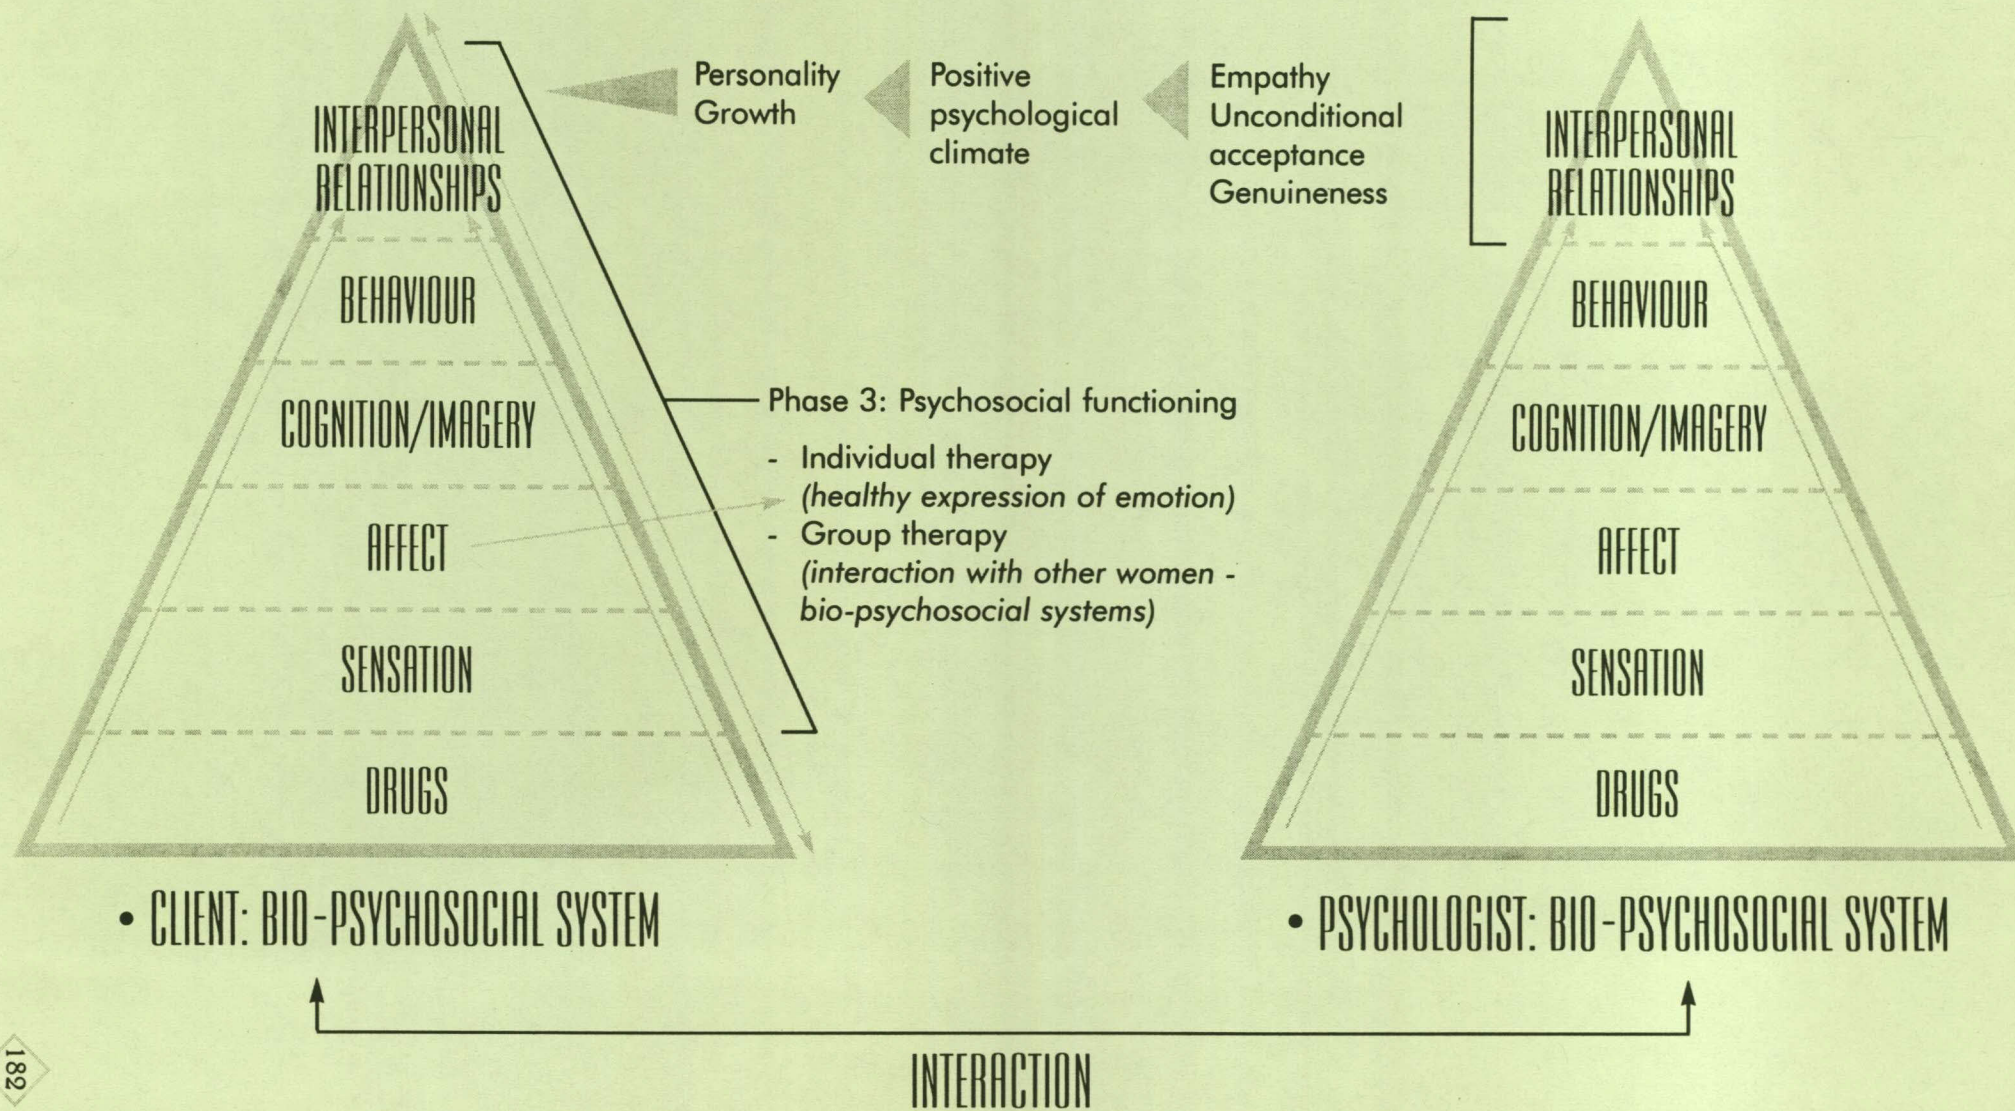 INTERPERSONAL
RELATIONSHIPS
BEHAVIOUR
COGNITION/IMAGERY
AFFECT
SENSATION
DRUGS
• CLIENT: BIO-PSYCHOSOCIAL SYSTEM
Personality
Growth
Positive
psychological
climate
Empathy
Unconditional
acceptance
Genuineness
Phase 3: Psychosocial functioning
- Individual therapy
(healthy expression of emotion)
- Group therapy
(interaction with other women -
bio-psychosocial systems)
INTERPERSONAL
RELATIONSHIPS
BEHAVIOUR
COGNITION/IMAGERY
AFFECT
SENSATION
DRUGS
• PSYCHOLOGIST: BIO-PSYCHOSOCIAL SYSTEM
INTERACTION
182